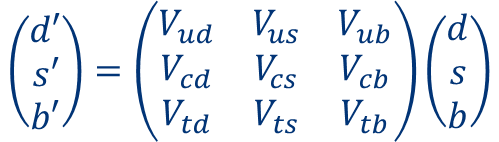 d′ = V_ud V_us V_ub d
s′ V_cd V_cs V_cb s
b′ V_td V_ts V_tb b